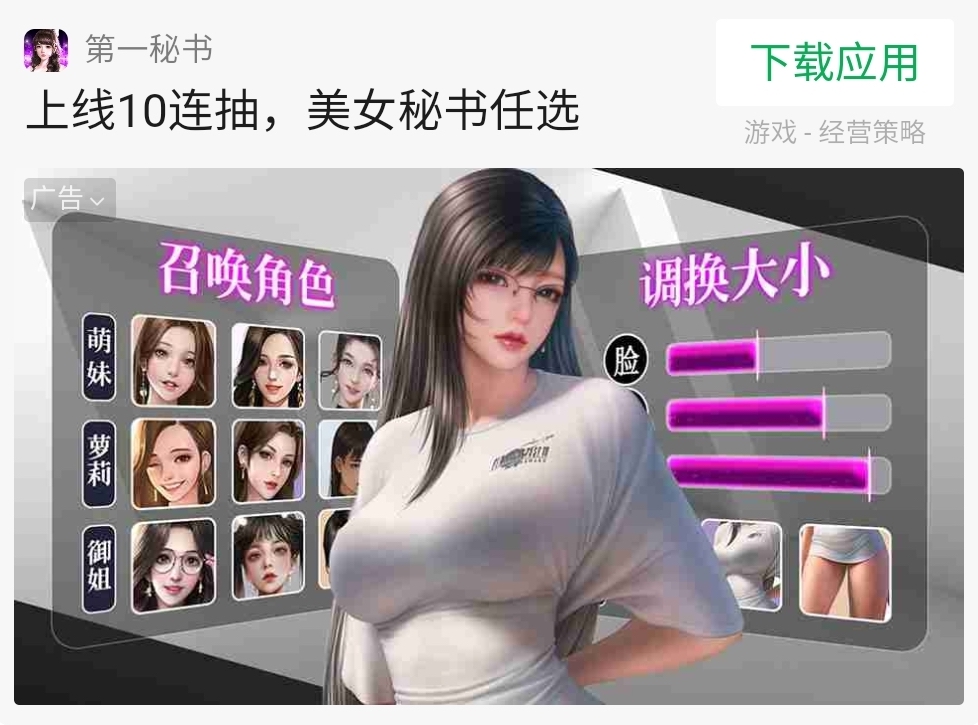 第一秘书
下载应用
上线10连抽，美女秘书任选
游戏 - 经营策略
广告
召唤角色
调换大小
萌妹
脸
萝莉
御姐